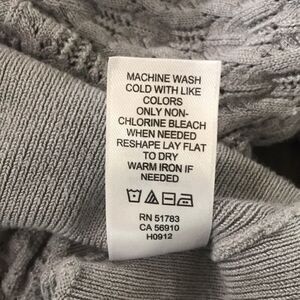 MACHINE WASH
COLD WITH LIKE
COLORS
ONLY NON-
CHLORINE BLEACH
WHEN NEEDED
RESHAPE LAY FLAT
TO DRY
WARM IRON IF
NEEDED
RN 51783
CA 56910
H0912